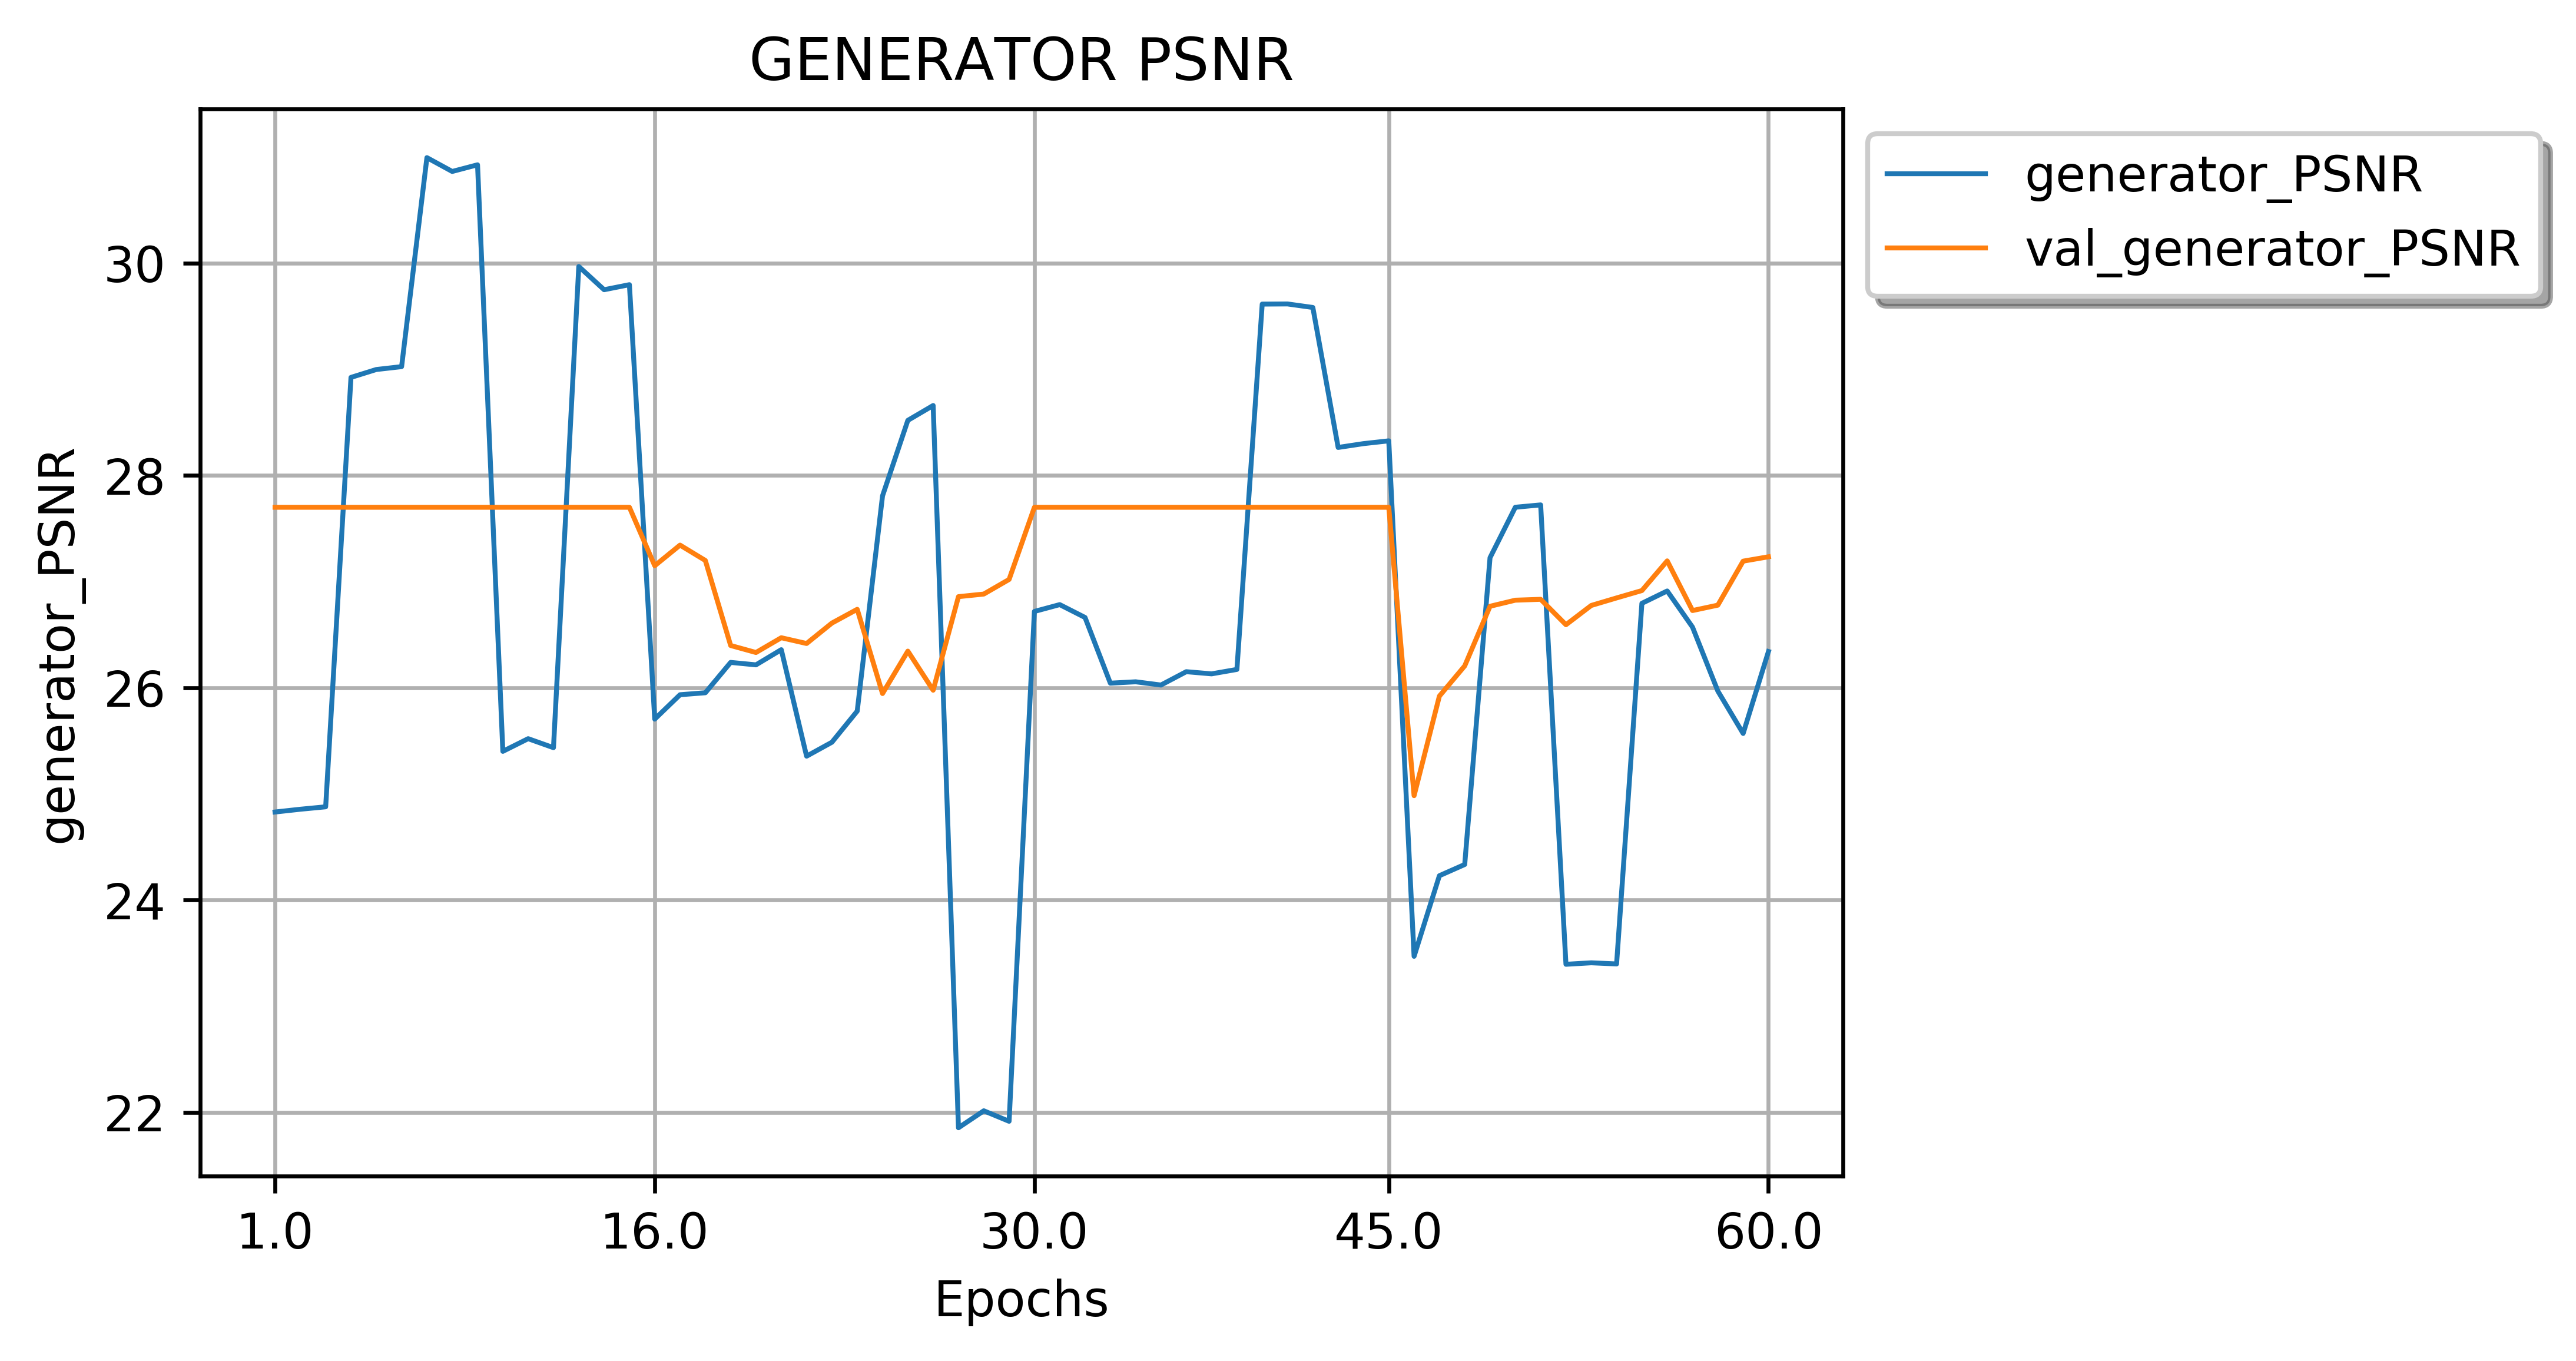 GENERATOR PSNR
generator_PSNR
val_generator_PSNR
generator_PSNR
30
28
26
24
22
1.0 16.0 30.0 45.0 60.0
Epochs